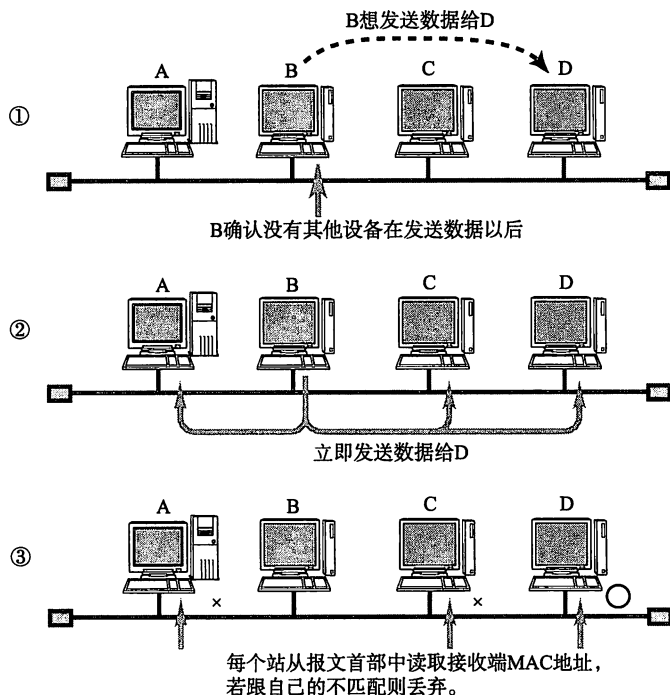 B想发送数据给D
A B C D
①
B确认没有其他设备在发送数据以后
A B C D
②
立即发送数据给D
A B C D
③
× × ○
每个站从报文首部中读取接收端MAC地址，
若跟自己的不匹配则丢弃。